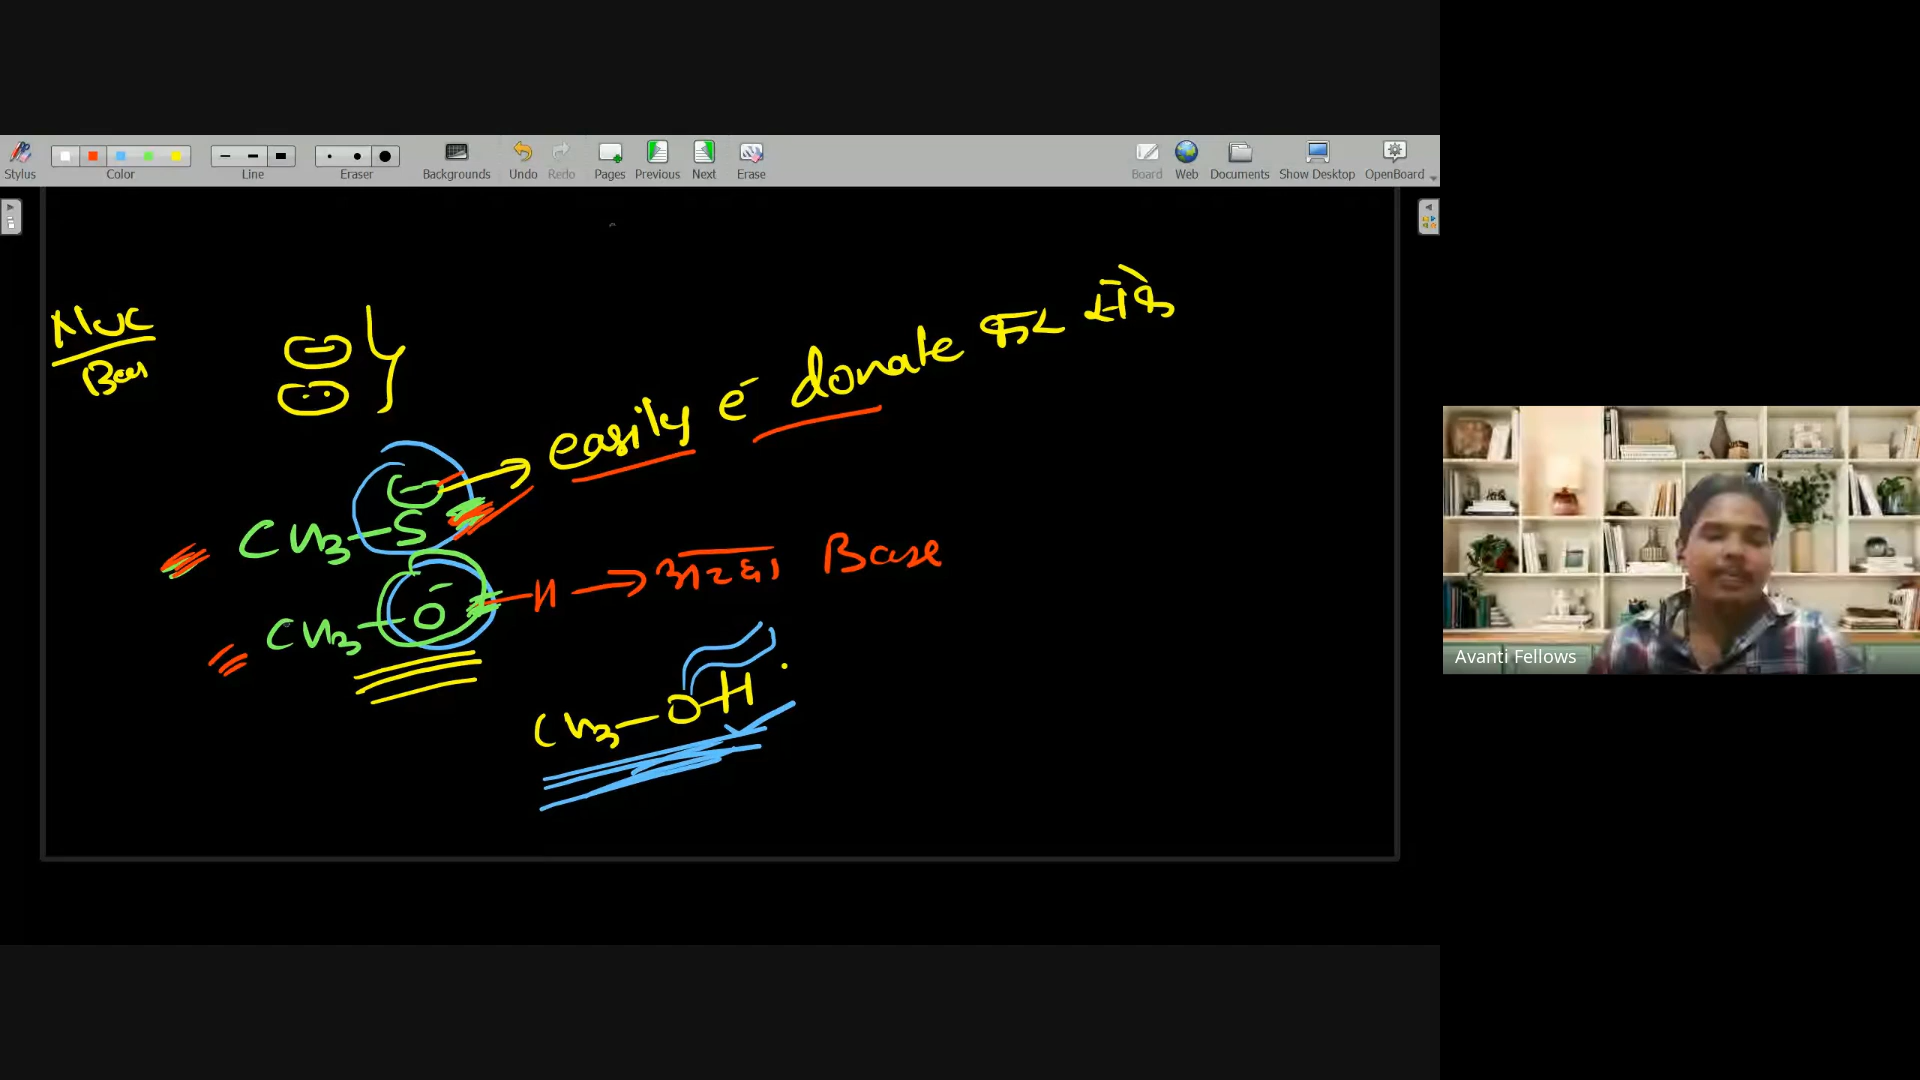 Stylus
Color
Line
Eraser
Backgrounds
Undo
Redo
Pages
Previous
Next
Erase
Board
Web
Documents
Show Desktop
OpenBoard
Nuc
easily e⁻ donate कर सके
CH3—S
⊖
CH3—O⁻
—H → अच्छा Base
CH3—OH
Avanti Fellows